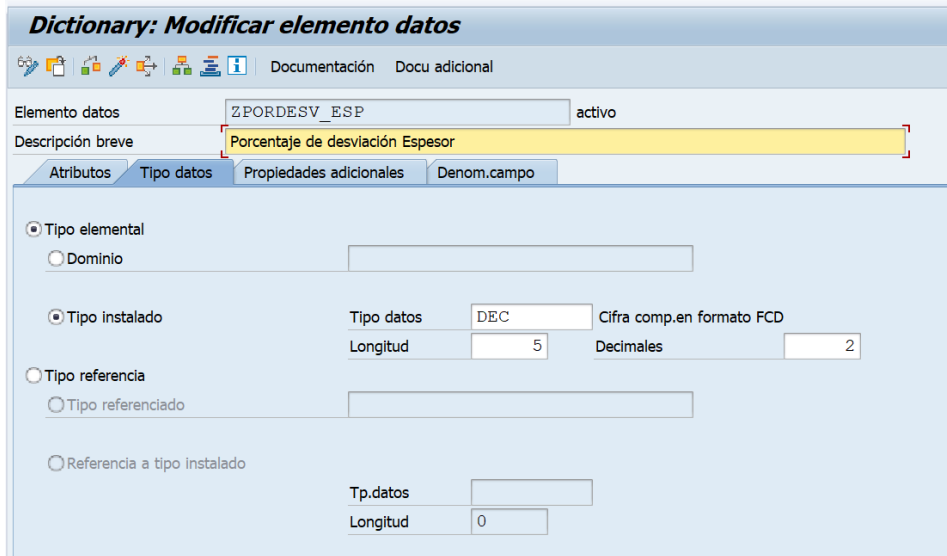 Dictionary: Modificar elemento datos
Documentación Docu adicional
Elemento datos ZPORDESV_ESP activo
Descripción breve Porcentaje de desviación Espesor
Atributos Tipo datos Propiedades adicionales Denom.campo
Tipo elemental
Dominio
Tipo instalado Tipo datos DEC Cifra comp.en formato FCD
Longitud 5 Decimales 2
Tipo referencia
Tipo referenciado
Referencia a tipo instalado
Tp.datos
Longitud 0